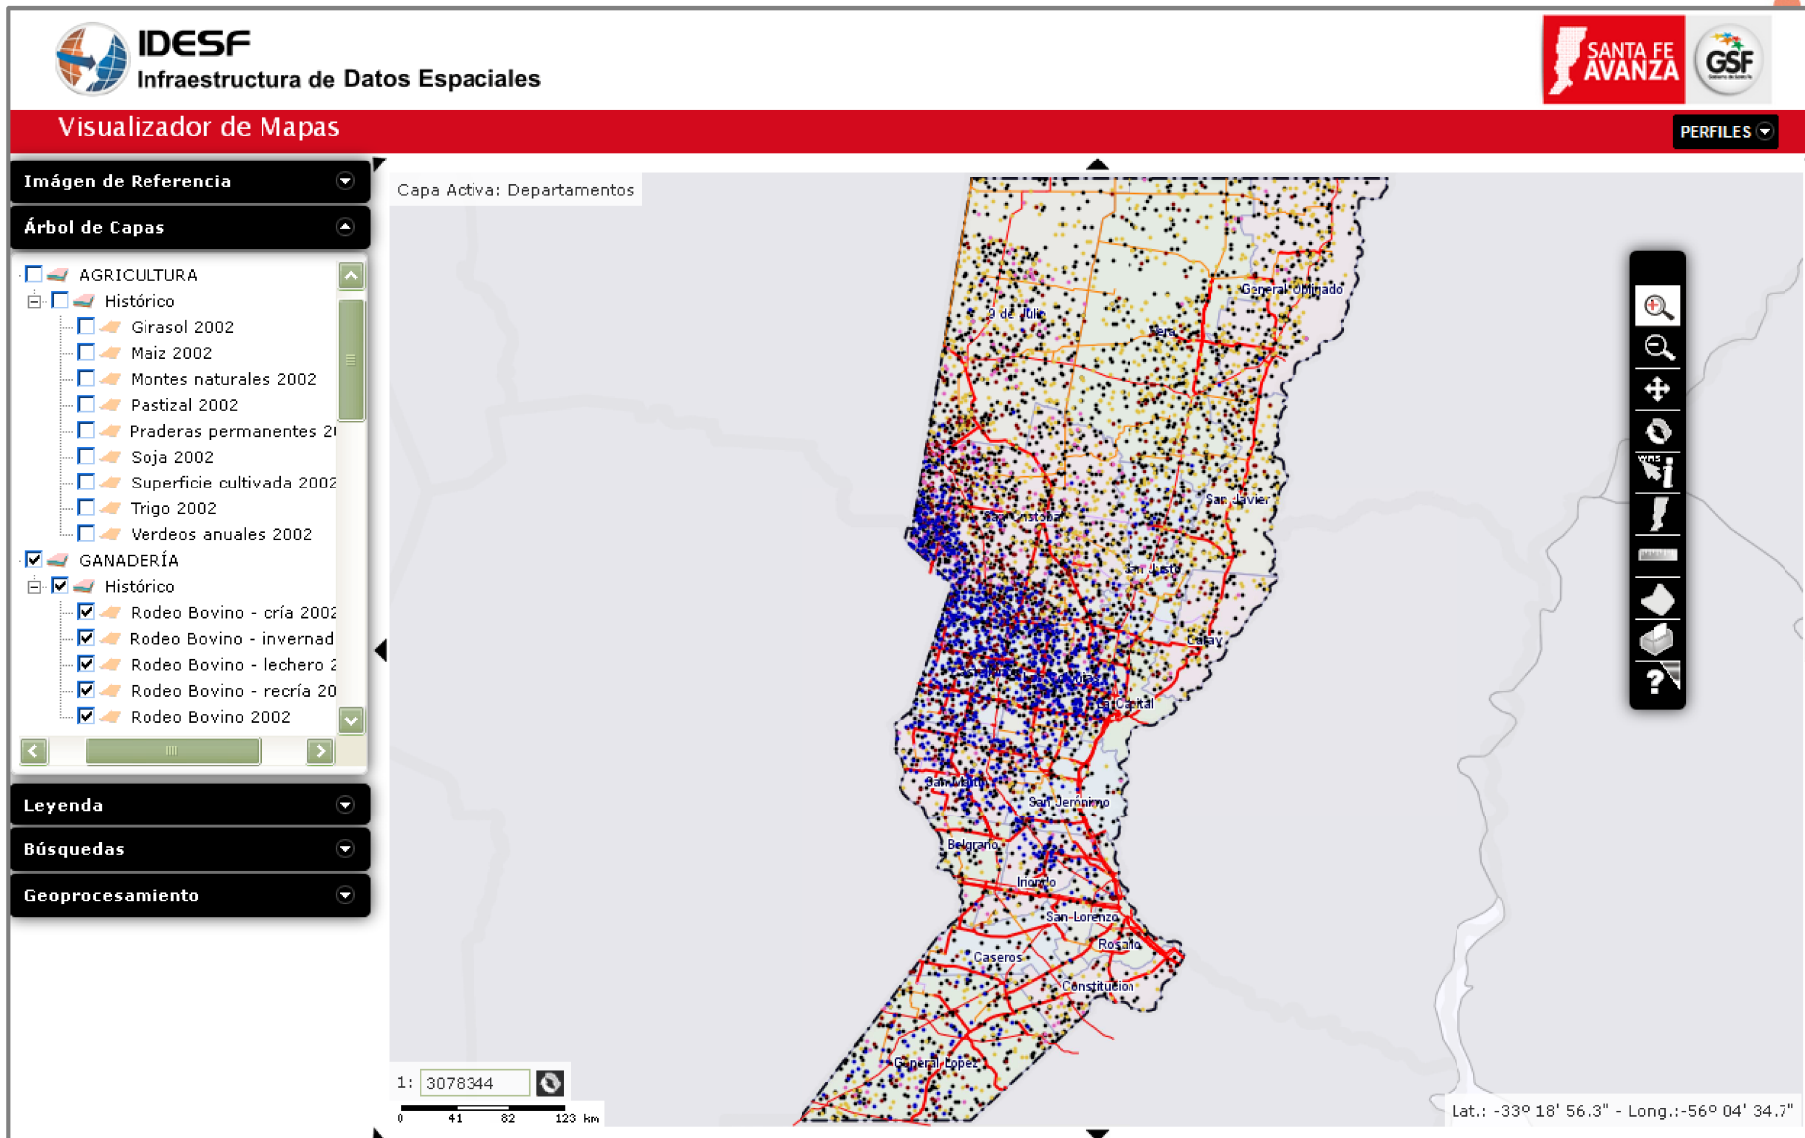 IDESF
Infraestructura de Datos Espaciales
SANTA FE
AVANZA
GSF
Visualizador de Mapas
PERFILES
Imágen de Referencia
Árbol de Capas
AGRICULTURA
Histórico
Girasol 2002
Maiz 2002
Montes naturales 2002
Pastizal 2002
Praderas permanentes 2
Soja 2002
Superficie cultivada 2002
Trigo 2002
Verdeos anuales 2002
GANADERÍA
Histórico
Rodeo Bovino - cría 2002
Rodeo Bovino - invernad
Rodeo Bovino - lechero 2
Rodeo Bovino - recría 20
Rodeo Bovino 2002
Leyenda
Búsquedas
Geoprocesamiento
Capa Activa: Departamentos
General Obligado
9 de Julio
Vera
San Javier
San Cristobal
San Justo
Garay
La Capital
San Martin
San Jerónimo
Belgrano
Iriondo
San Lorenzo
Rosario
Caseros
Constitucion
General Lopez
WMS
?
1: 3078344
0 41 82 123 km
Lat.: -33º 18' 56.3" - Long.:-56º 04' 34.7"